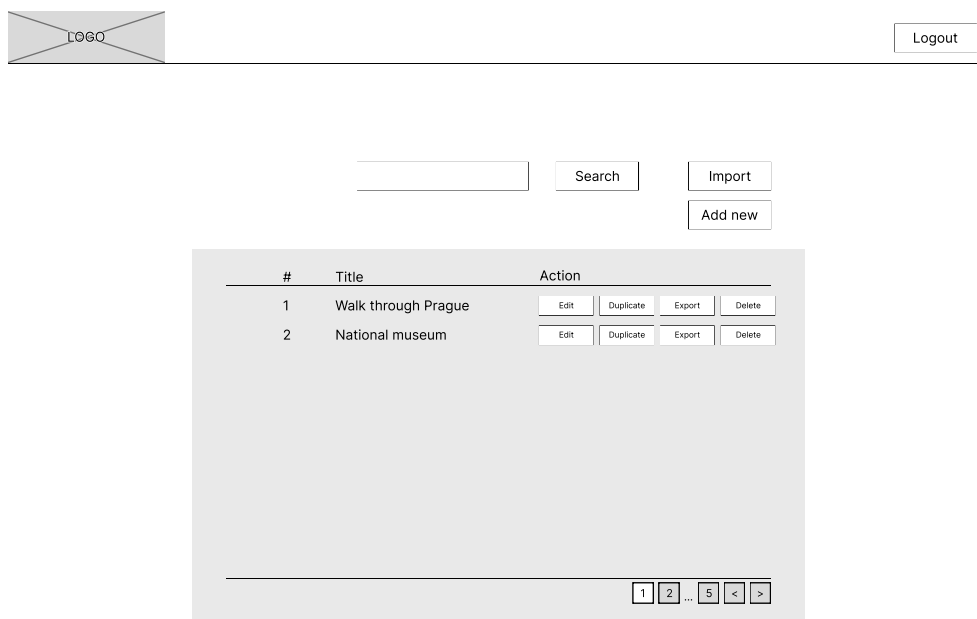 LOGO
Logout
Search
Import
Add new
# Title Action
1 Walk through Prague Edit Duplicate Export Delete
2 National museum Edit Duplicate Export Delete
1 2 ... 5 < >